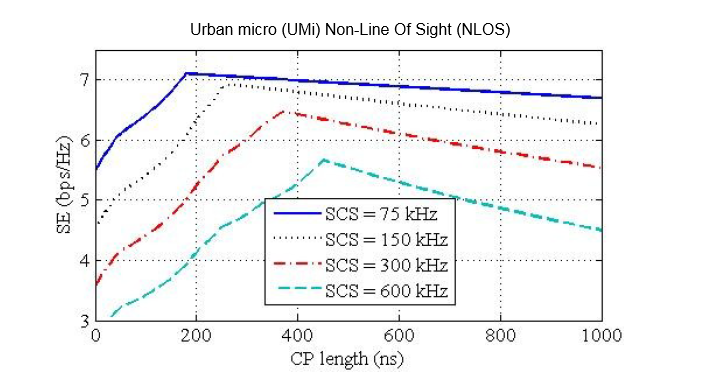 Urban micro (UMi) Non-Line Of Sight (NLOS)
7
6
5
4
3
SE (bps/Hz)
SCS = 75 kHz
SCS = 150 kHz
SCS = 300 kHz
SCS = 600 kHz
0 200 400 600 800 1000
CP length (ns)